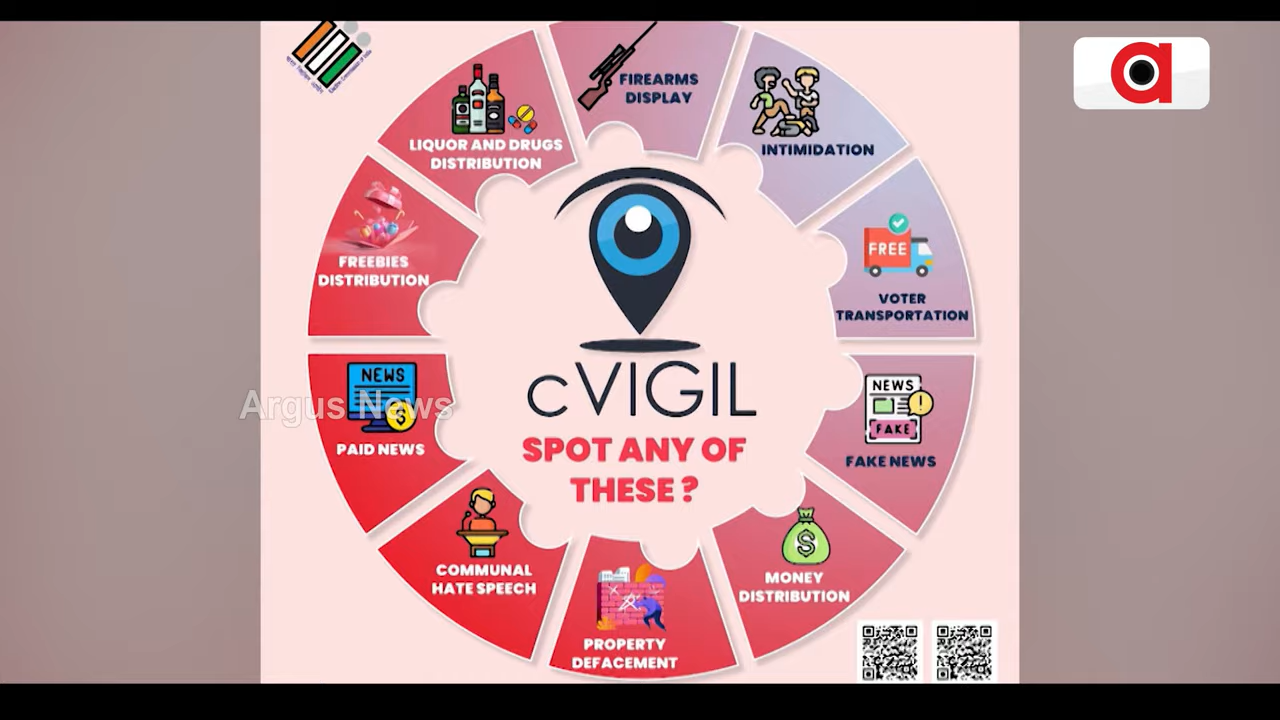 FIREARMS
DISPLAY
INTIMIDATION
LIQUOR AND DRUGS
DISTRIBUTION
FREE
VOTER
TRANSPORTATION
FREEBIES
DISTRIBUTION
cVIGIL
SPOT ANY OF
THESE ?
NEWS
$
PAID NEWS
Argus News
NEWS
!
FAKE
FAKE NEWS
COMMUNAL
HATE SPEECH
$
MONEY
DISTRIBUTION
PROPERTY
DEFACEMENT
a